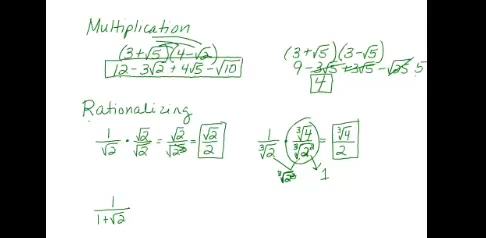 Multiplication
(3+√5)(4-√2)
12-3√2+4√5-√10
(3+√5)(3-√5)
9-3√5+3√5-√25 5
4
Rationalizing
1/√2 · √2/√2 = √2/√2² = √2/2
1/∛2 · ∛4/∛2² = ∛4/2
∛2³ 1
1/(1+√2)